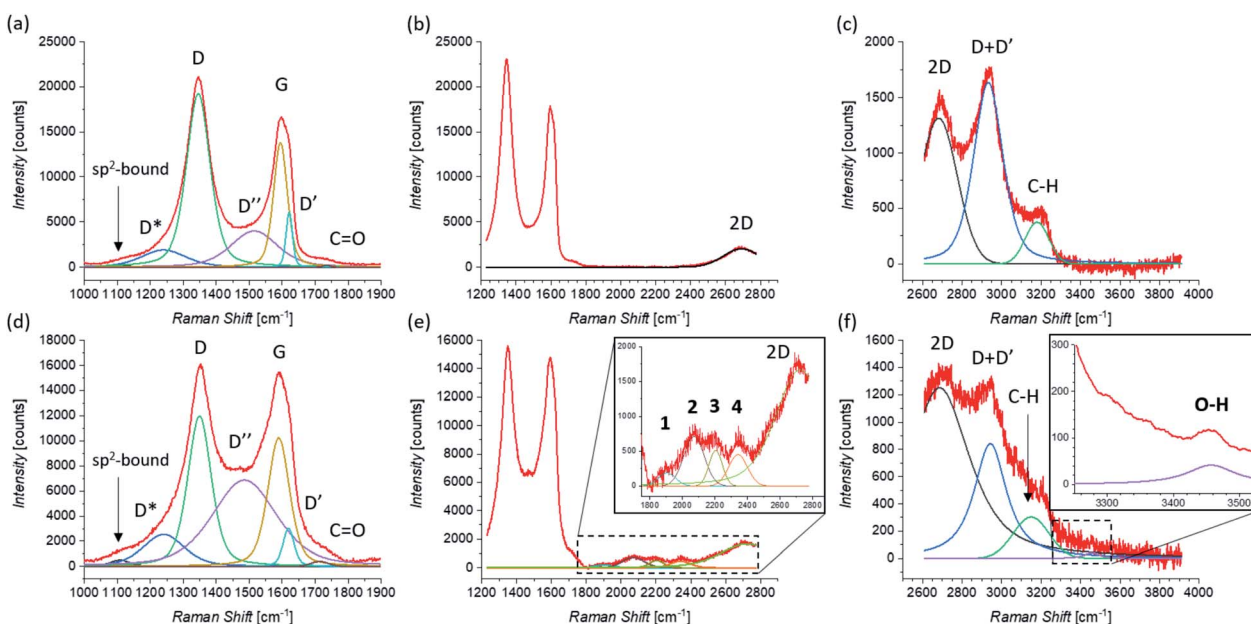 (a)
D
G
sp²-bound
D*
D''
D'
C=O
25000
20000
15000
10000
5000
0
1000 1100 1200 1300 1400 1500 1600 1700 1800 1900
Intensity [counts]
Raman Shift [cm⁻¹]
(b)
2D
25000
20000
15000
10000
5000
0
1200 1400 1600 1800 2000 2200 2400 2600 2800
Intensity [counts]
Raman Shift [cm⁻¹]
(c)
2D
D+D'
C-H
2000
1500
1000
500
0
2600 2800 3000 3200 3400 3600 3800 4000
Intensity [counts]
Raman Shift [cm⁻¹]
(d)
D
G
D''
sp²-bound
D*
D'
C=O
18000
16000
14000
12000
10000
8000
6000
4000
2000
0
1000 1100 1200 1300 1400 1500 1600 1700 1800 1900
Intensity [counts]
Raman Shift [cm⁻¹]
(e)
2D
1
2
3
4
2000
1500
1000
500
0
1800 2000 2200 2400 2600 2800
16000
14000
12000
10000
8000
6000
4000
2000
0
1200 1400 1600 1800 2000 2200 2400 2600 2800
Intensity [counts]
Raman Shift [cm⁻¹]
(f)
2D
D+D'
C-H
O-H
300
200
100
0
3300 3400 3500
1600
1400
1200
1000
800
600
400
200
0
2600 2800 3000 3200 3400 3600 3800 4000
Intensity [counts]
Raman Shift [cm⁻¹]